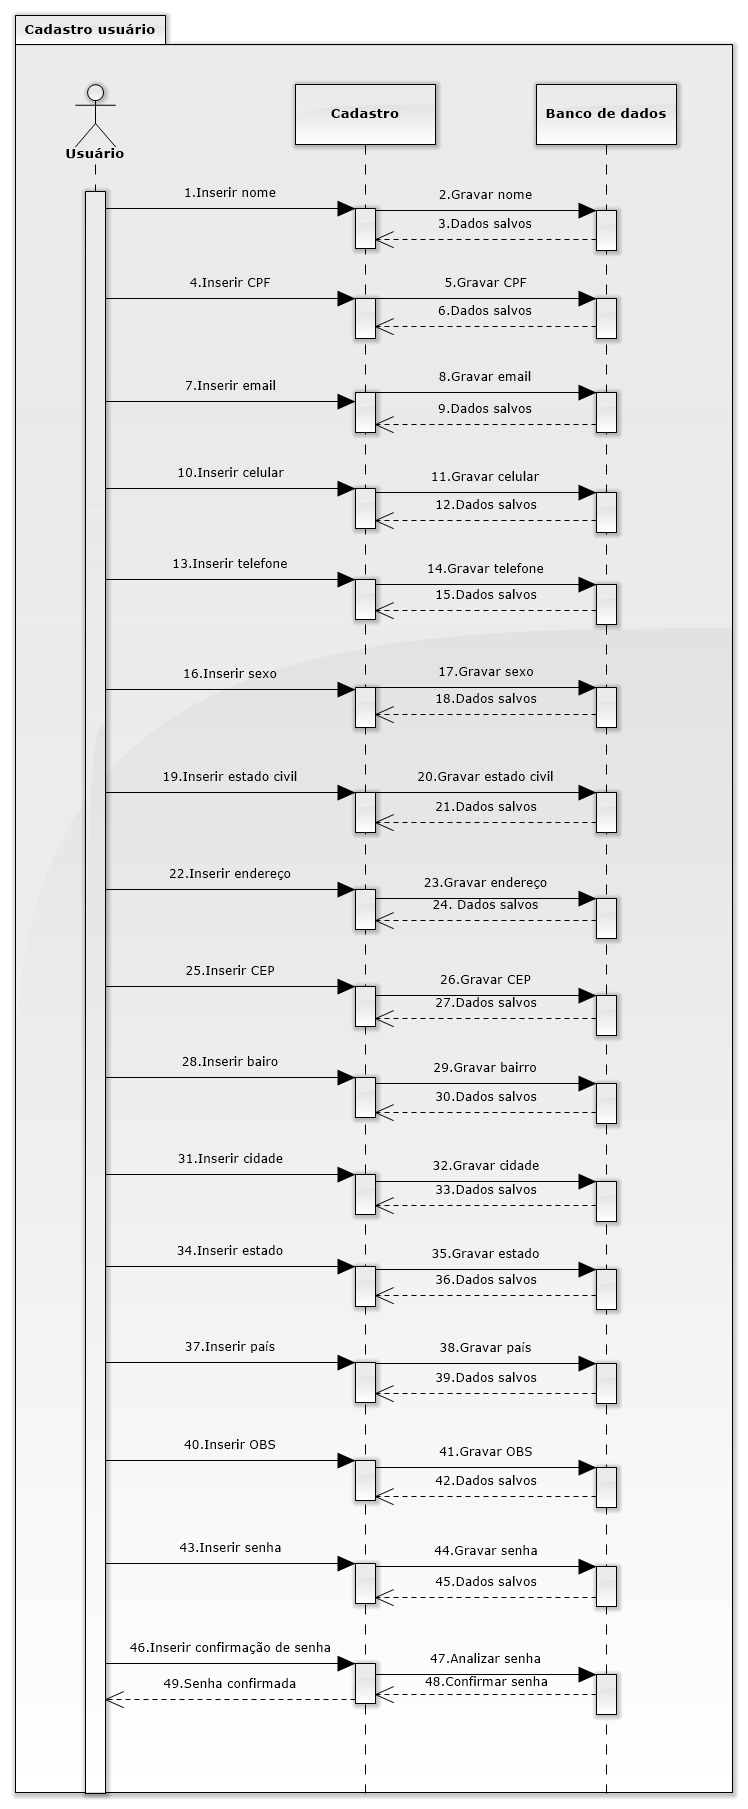 Cadastro usuário
Usuário
Cadastro
Banco de dados
1.Inserir nome
2.Gravar nome
3.Dados salvos
4.Inserir CPF
5.Gravar CPF
6.Dados salvos
7.Inserir email
8.Gravar email
9.Dados salvos
10.Inserir celular
11.Gravar celular
12.Dados salvos
13.Inserir telefone
14.Gravar telefone
15.Dados salvos
16.Inserir sexo
17.Gravar sexo
18.Dados salvos
19.Inserir estado civil
20.Gravar estado civil
21.Dados salvos
22.Inserir endereço
23.Gravar endereço
24. Dados salvos
25.Inserir CEP
26.Gravar CEP
27.Dados salvos
28.Inserir bairo
29.Gravar bairro
30.Dados salvos
31.Inserir cidade
32.Gravar cidade
33.Dados salvos
34.Inserir estado
35.Gravar estado
36.Dados salvos
37.Inserir país
38.Gravar país
39.Dados salvos
40.Inserir OBS
41.Gravar OBS
42.Dados salvos
43.Inserir senha
44.Gravar senha
45.Dados salvos
46.Inserir confirmação de senha
47.Analizar senha
48.Confirmar senha
49.Senha confirmada